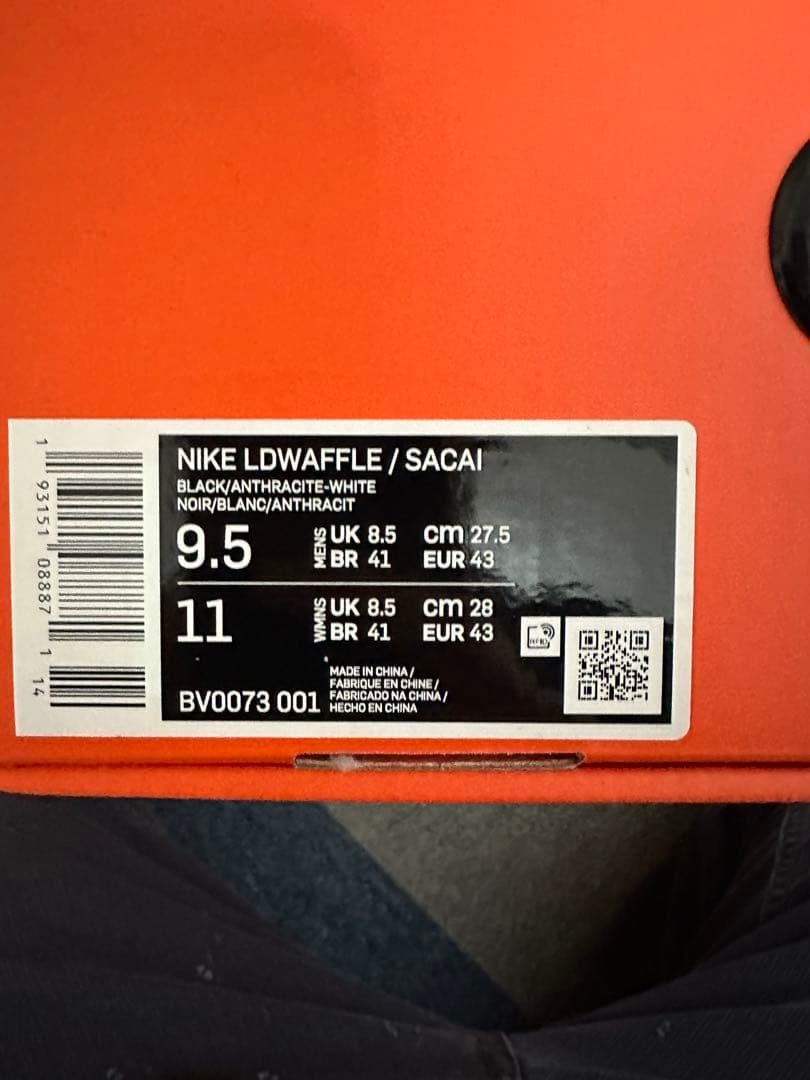 NIKE LDWAFFLE / SACAI
BLACK/ANTHRACITE-WHITE
NOIR/BLANC/ANTHRACIT
9.5 MENS UK 8.5 cm 27.5
BR 41 EUR 43
11 WMNS UK 8.5 cm 28
BR 41 EUR 43
MADE IN CHINA /
FABRIQUE EN CHINE /
FABRICADO NA CHINA /
HECHO EN CHINA
BV0073 001
1 93151 08887 1 14